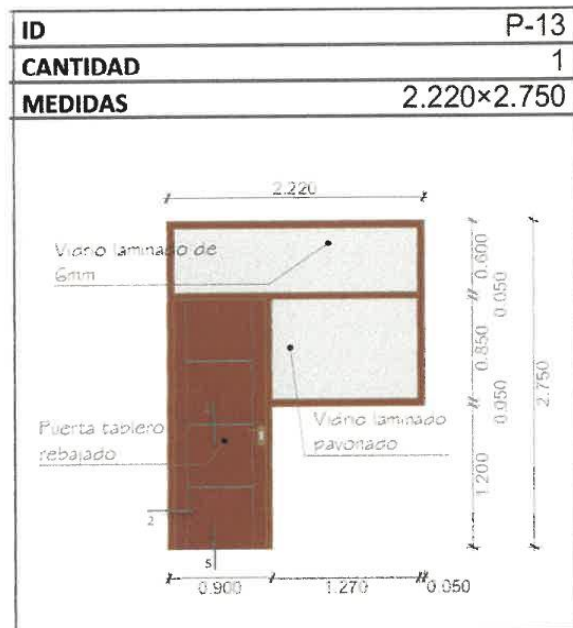 ID P-13
CANTIDAD 1
MEDIDAS 2.220×2.750
2.220
Vidrio laminado de
6mm
0.600
0.050
0.850
2.750
0.050
Puerta tablero
rebajado
Vidrio laminado
pavonado
1.200
2
5
0.900 1.270 0.050